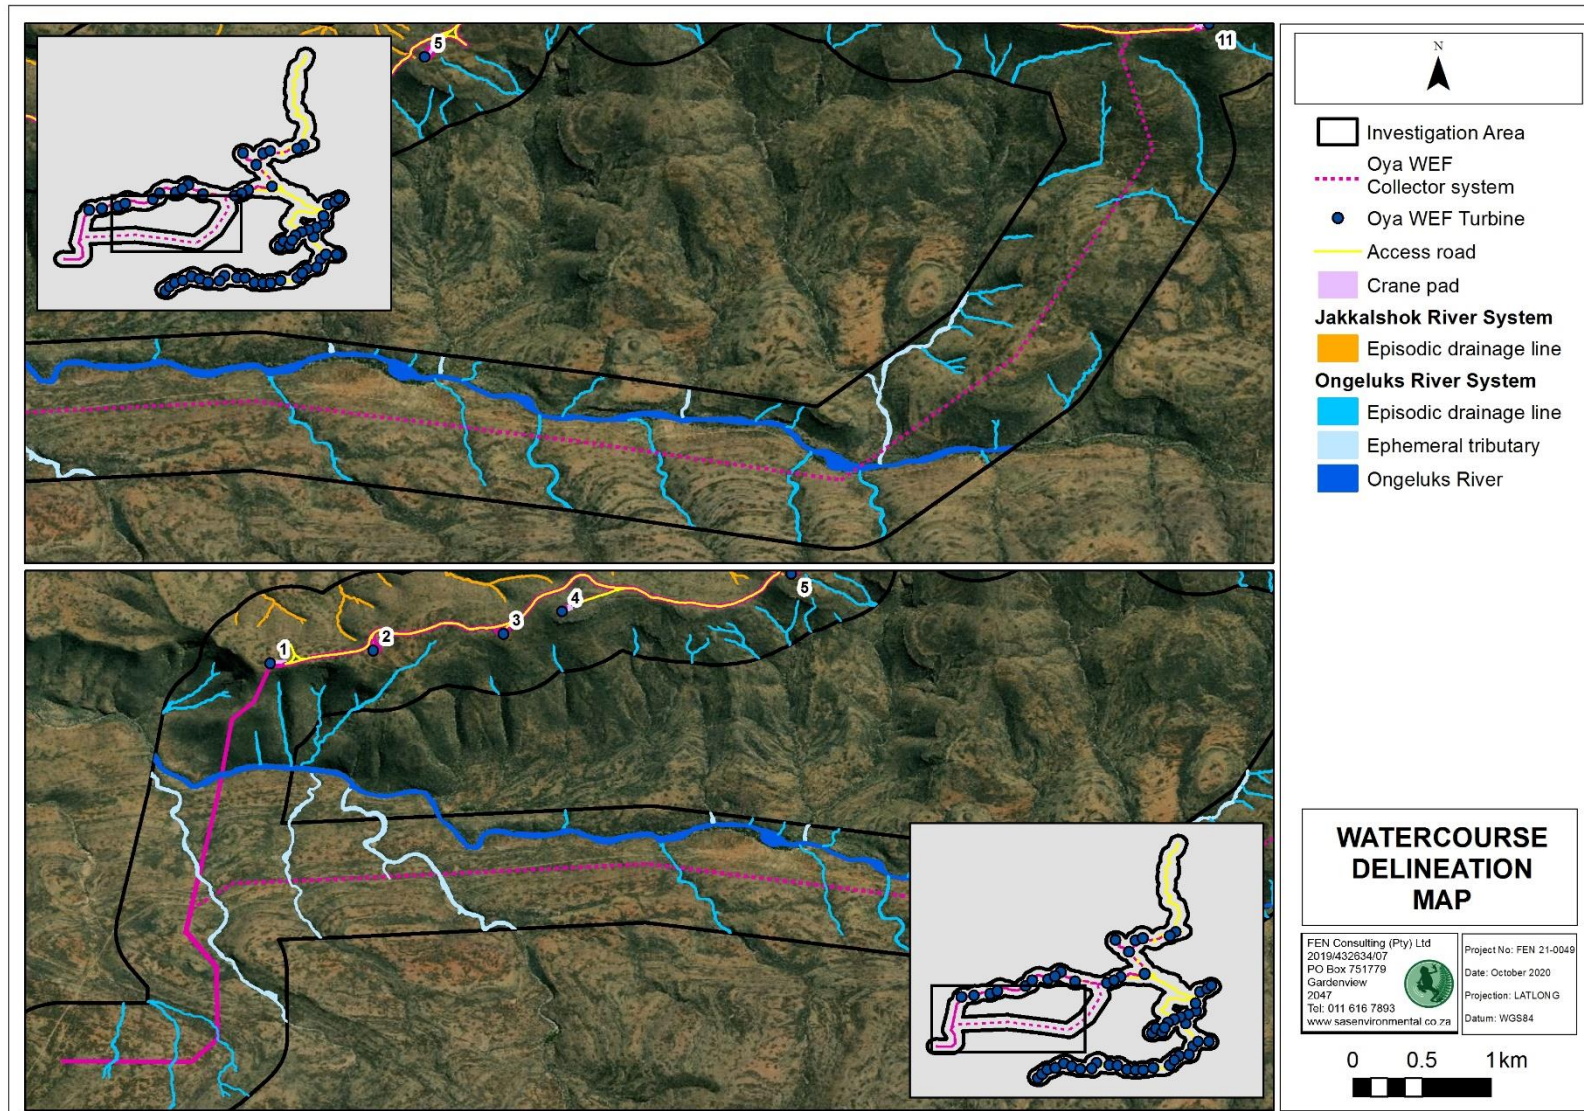 5
11
N
Investigation Area
Oya WEF
Collector system
Oya WEF Turbine
Access road
Crane pad
Jakkalshok River System
Episodic drainage line
Ongeluks River System
Episodic drainage line
Ephemeral tributary
Ongeluks River
1
2
3
4
5
WATERCOURSE
DELINEATION
MAP
FEN Consulting (Pty) Ltd
2019/432634/07
PO Box 751779
Gardenview
2047
Tel: 011 616 7893
www.sasenvironmental.co.za
Project No: FEN 21-0049
Date: October 2020
Projection: LATLONG
Datum: WGS84
0 0.5 1km